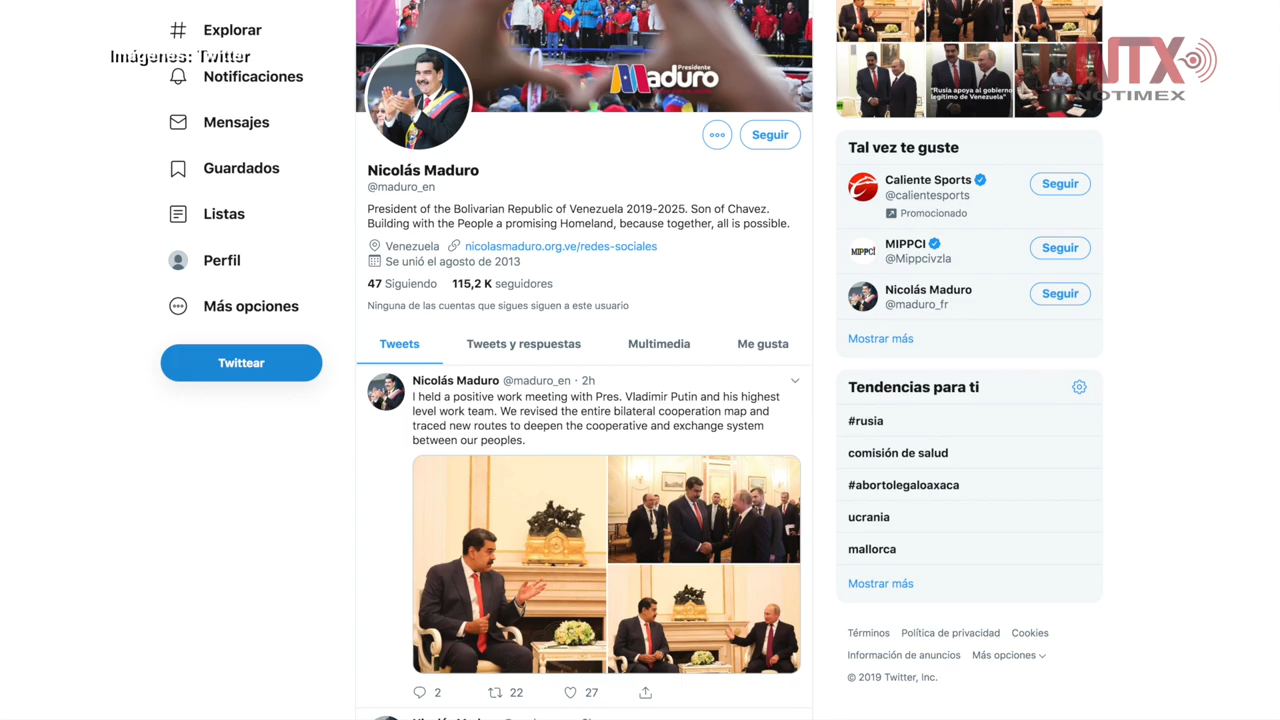 Explorar
Imágenes: Twitter
Notificaciones
Mensajes
Guardados
Listas
Perfil
Más opciones
Twittear
Presidente
Maduro
Seguir
Nicolás Maduro
@maduro_en
President of the Bolivarian Republic of Venezuela 2019-2025. Son of Chavez.
Building with the People a promising Homeland, because together, all is possible.
Venezuela nicolasmaduro.org.ve/redes-sociales
Se unió el agosto de 2013
47 Siguiendo 115,2 K seguidores
Ninguna de las cuentas que sigues siguen a este usuario
Tweets Tweets y respuestas Multimedia Me gusta
Nicolás Maduro @maduro_en · 2h
I held a positive work meeting with Pres. Vladimir Putin and his highest
level work team. We revised the entire bilateral cooperation map and
traced new routes to deepen the cooperative and exchange system
between our peoples.
2 22 27
"Rusia apoya al gobierno
legítimo de Venezuela"
NTX
NOTIMEX
Tal vez te guste
Caliente Sports
@calientesports
Promocionado
Seguir
MIPPCI
MIPPCI
@Mippcivzla
Seguir
Nicolás Maduro
@maduro_fr
Seguir
Mostrar más
Tendencias para ti
#rusia
comisión de salud
#abortolegaloaxaca
ucrania
mallorca
Mostrar más
Términos Política de privacidad Cookies
Información de anuncios Más opciones
© 2019 Twitter, Inc.